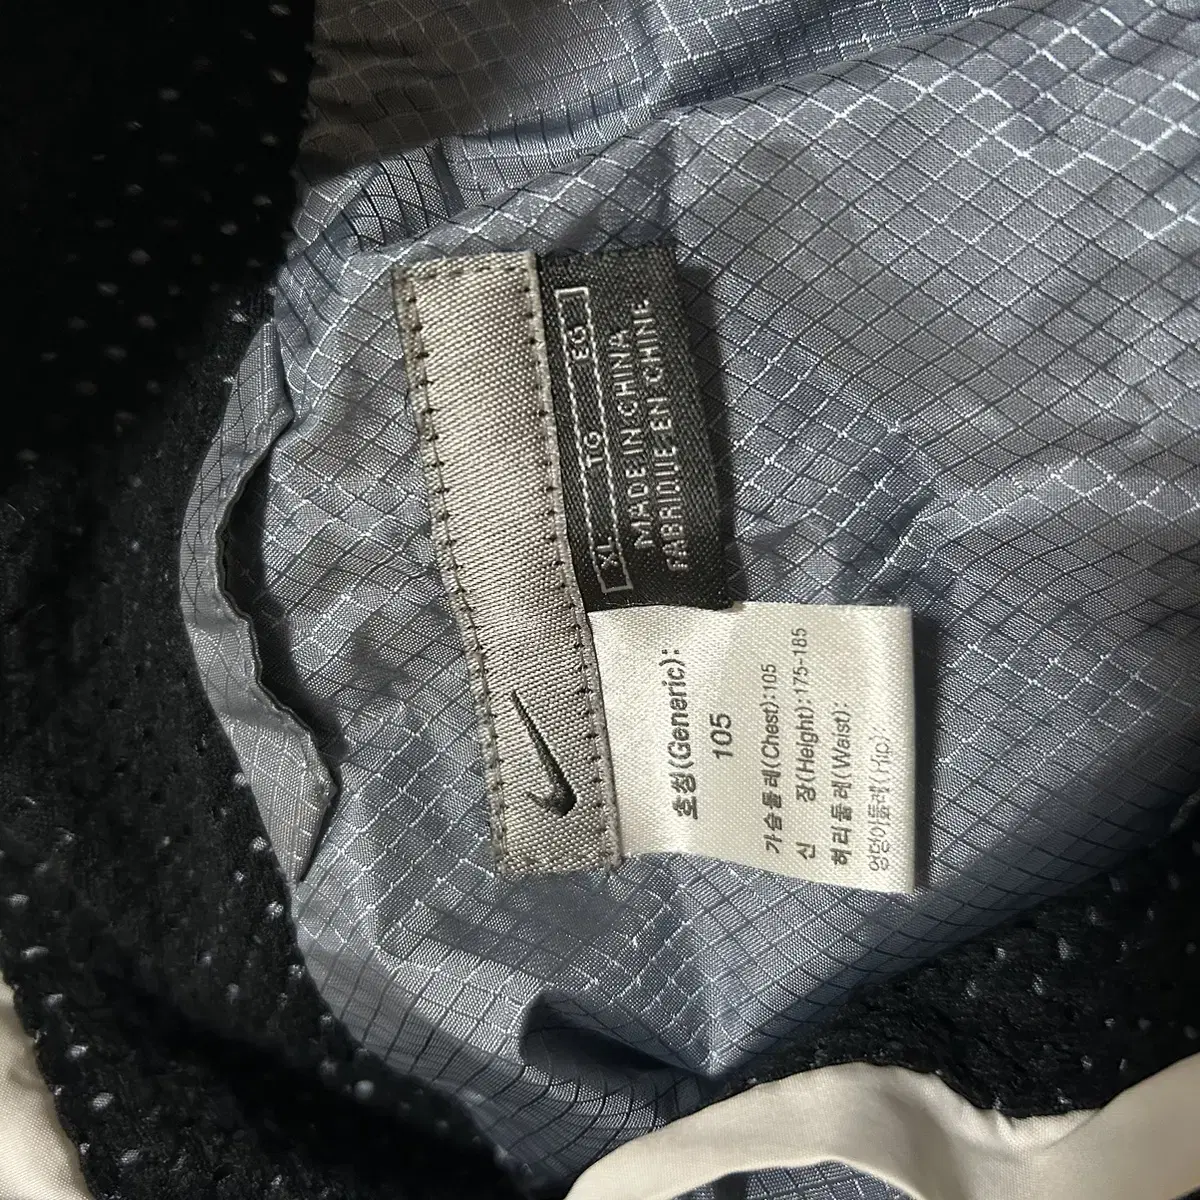 XL TG EG
MADE IN CHINA
FABRIQUE EN CHINE
호칭(Generic):
105
가슴둘레(Chest):105
신 장(Height):175-185
허리둘레(Waist):
엉덩이둘레(Hip):